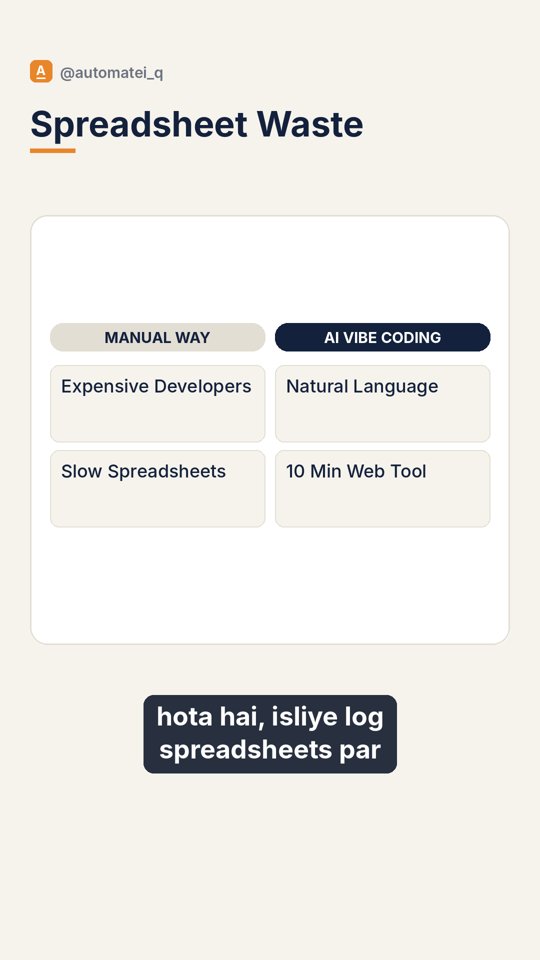 A @automatei_q
Spreadsheet Waste
MANUAL WAY
AI VIBE CODING
Expensive Developers
Natural Language
Slow Spreadsheets
10 Min Web Tool
hota hai, isliye log
spreadsheets par